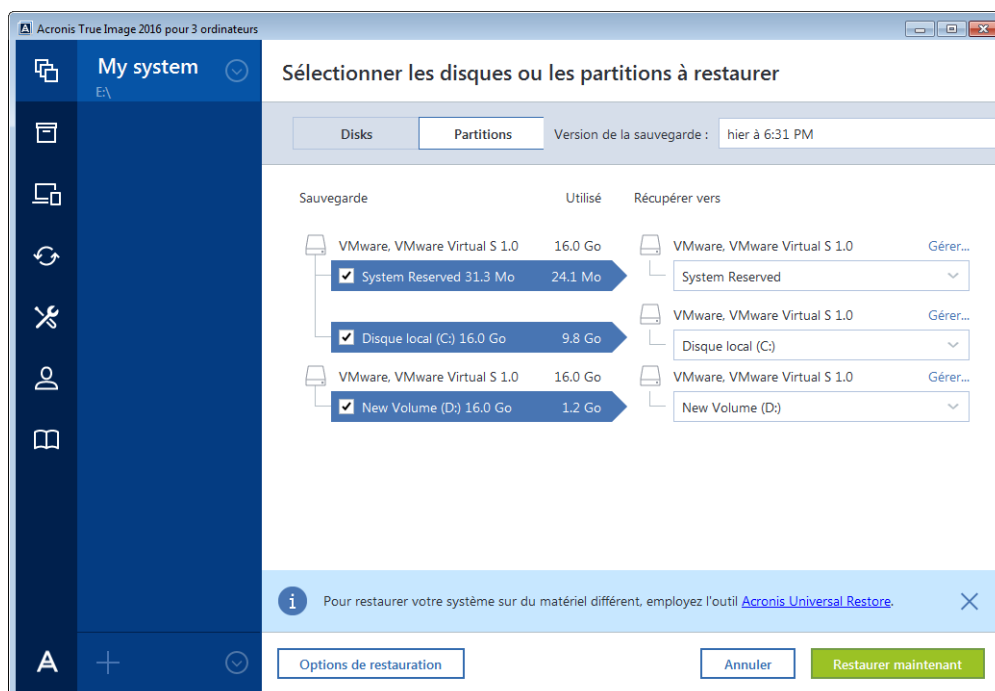 Acronis True Image 2016 pour 3 ordinateurs
My system
E:\
Sélectionner les disques ou les partitions à restaurer
Disks Partitions Version de la sauvegarde : hier à 6:31 PM
Sauvegarde Utilisé Récupérer vers
VMware, VMware Virtual S 1.0 16.0 Go VMware, VMware Virtual S 1.0 Gérer...
System Reserved 31.3 Mo 24.1 Mo System Reserved
VMware, VMware Virtual S 1.0 Gérer...
Disque local (C:) 16.0 Go 9.8 Go Disque local (C:)
VMware, VMware Virtual S 1.0 16.0 Go VMware, VMware Virtual S 1.0 Gérer...
New Volume (D:) 16.0 Go 1.2 Go New Volume (D:)
Pour restaurer votre système sur du matériel différent, employez l'outil Acronis Universal Restore.
Options de restauration Annuler Restaurer maintenant